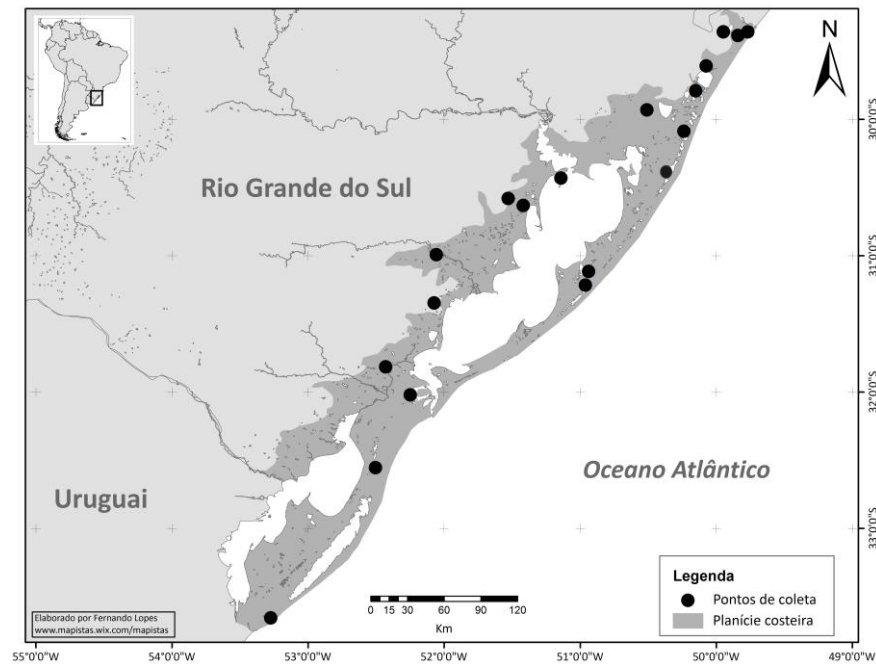 N
30°0'0"S
Rio Grande do Sul
31°0'0"S
32°0'0"S
Oceano Atlântico
Uruguai
33°0'0"S
Legenda
Pontos de coleta
Planície costeira
0 15 30 60 90 120
Km
Elaborado por Fernando Lopes
www.mapistas.wix.com/mapistas
55°0'0"W 54°0'0"W 53°0'0"W 52°0'0"W 51°0'0"W 50°0'0"W 49°0'0"W